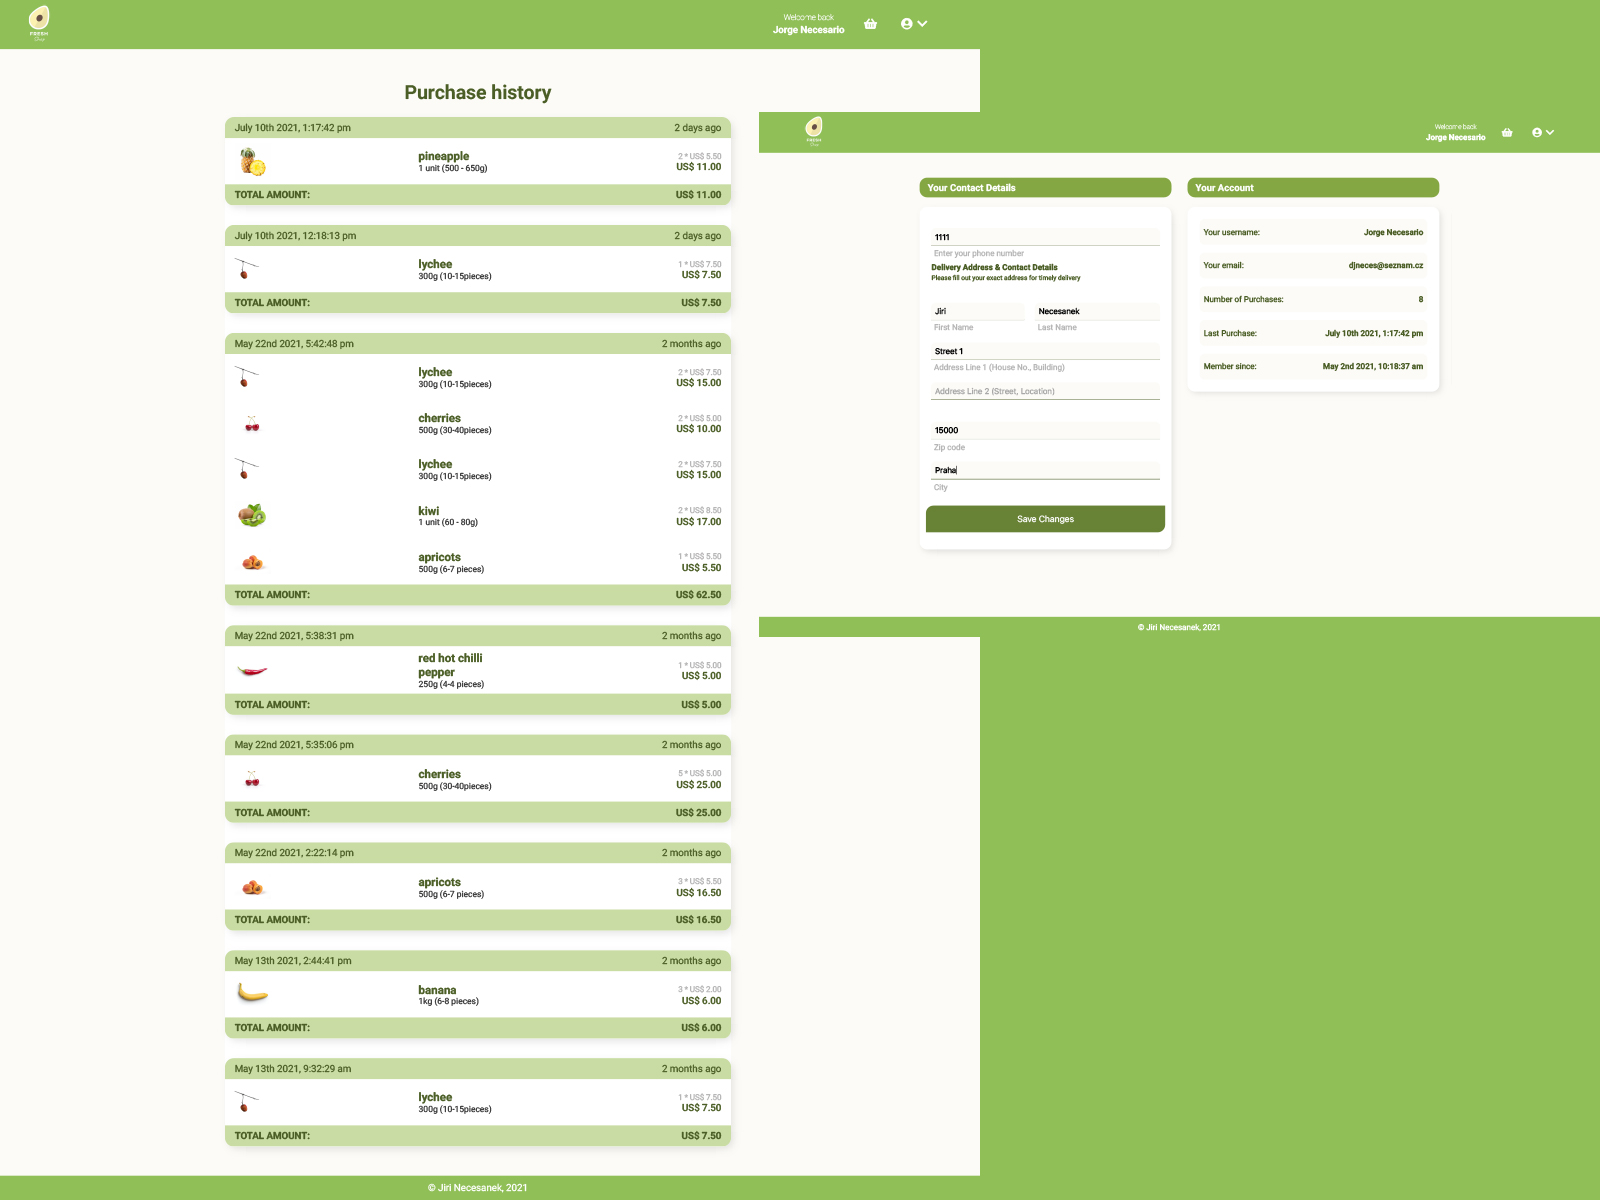 FRESH
Shop
Welcome back
Jorge Necesario
Purchase history
July 10th 2021, 1:17:42 pm 2 days ago
pineapple 2 * US$ 5.50
1 unit (500 - 650g) US$ 11.00
TOTAL AMOUNT: US$ 11.00
July 10th 2021, 12:18:13 pm 2 days ago
lychee 1 * US$ 7.50
300g (10-15pieces) US$ 7.50
TOTAL AMOUNT: US$ 7.50
May 22nd 2021, 5:42:48 pm 2 months ago
lychee 2 * US$ 7.50
300g (10-15pieces) US$ 15.00
cherries 2 * US$ 5.00
500g (30-40pieces) US$ 10.00
lychee 2 * US$ 7.50
300g (10-15pieces) US$ 15.00
kiwi 2 * US$ 8.50
1 unit (60 - 80g) US$ 17.00
apricots 1 * US$ 5.50
500g (6-7 pieces) US$ 5.50
TOTAL AMOUNT: US$ 62.50
May 22nd 2021, 5:38:31 pm 2 months ago
red hot chilli
pepper 1 * US$ 5.00
250g (4-4 pieces) US$ 5.00
TOTAL AMOUNT: US$ 5.00
May 22nd 2021, 5:35:06 pm 2 months ago
cherries 5 * US$ 5.00
500g (30-40pieces) US$ 25.00
TOTAL AMOUNT: US$ 25.00
May 22nd 2021, 2:22:14 pm 2 months ago
apricots 3 * US$ 5.50
500g (6-7 pieces) US$ 16.50
TOTAL AMOUNT: US$ 16.50
May 13th 2021, 2:44:41 pm 2 months ago
banana 3 * US$ 2.00
1kg (6-8 pieces) US$ 6.00
TOTAL AMOUNT: US$ 6.00
May 13th 2021, 9:32:29 am 2 months ago
lychee 1 * US$ 7.50
300g (10-15pieces) US$ 7.50
TOTAL AMOUNT: US$ 7.50
© Jiri Necesanek, 2021
FRESH
Shop
Welcome back
Jorge Necesario
Your Contact Details
1111
Enter your phone number
Delivery Address & Contact Details
Please fill out your exact address for timely delivery
Jiri Necesanek
First Name Last Name
Street 1
Address Line 1 (House No., Building)
Address Line 2 (Street, Location)
15000
Zip code
Praha
City
Save Changes
Your Account
Your username: Jorge Necesario
Your email: djneces@seznam.cz
Number of Purchases: 8
Last Purchase: July 10th 2021, 1:17:42 pm
Member since: May 2nd 2021, 10:18:37 am
© Jiri Necesanek, 2021